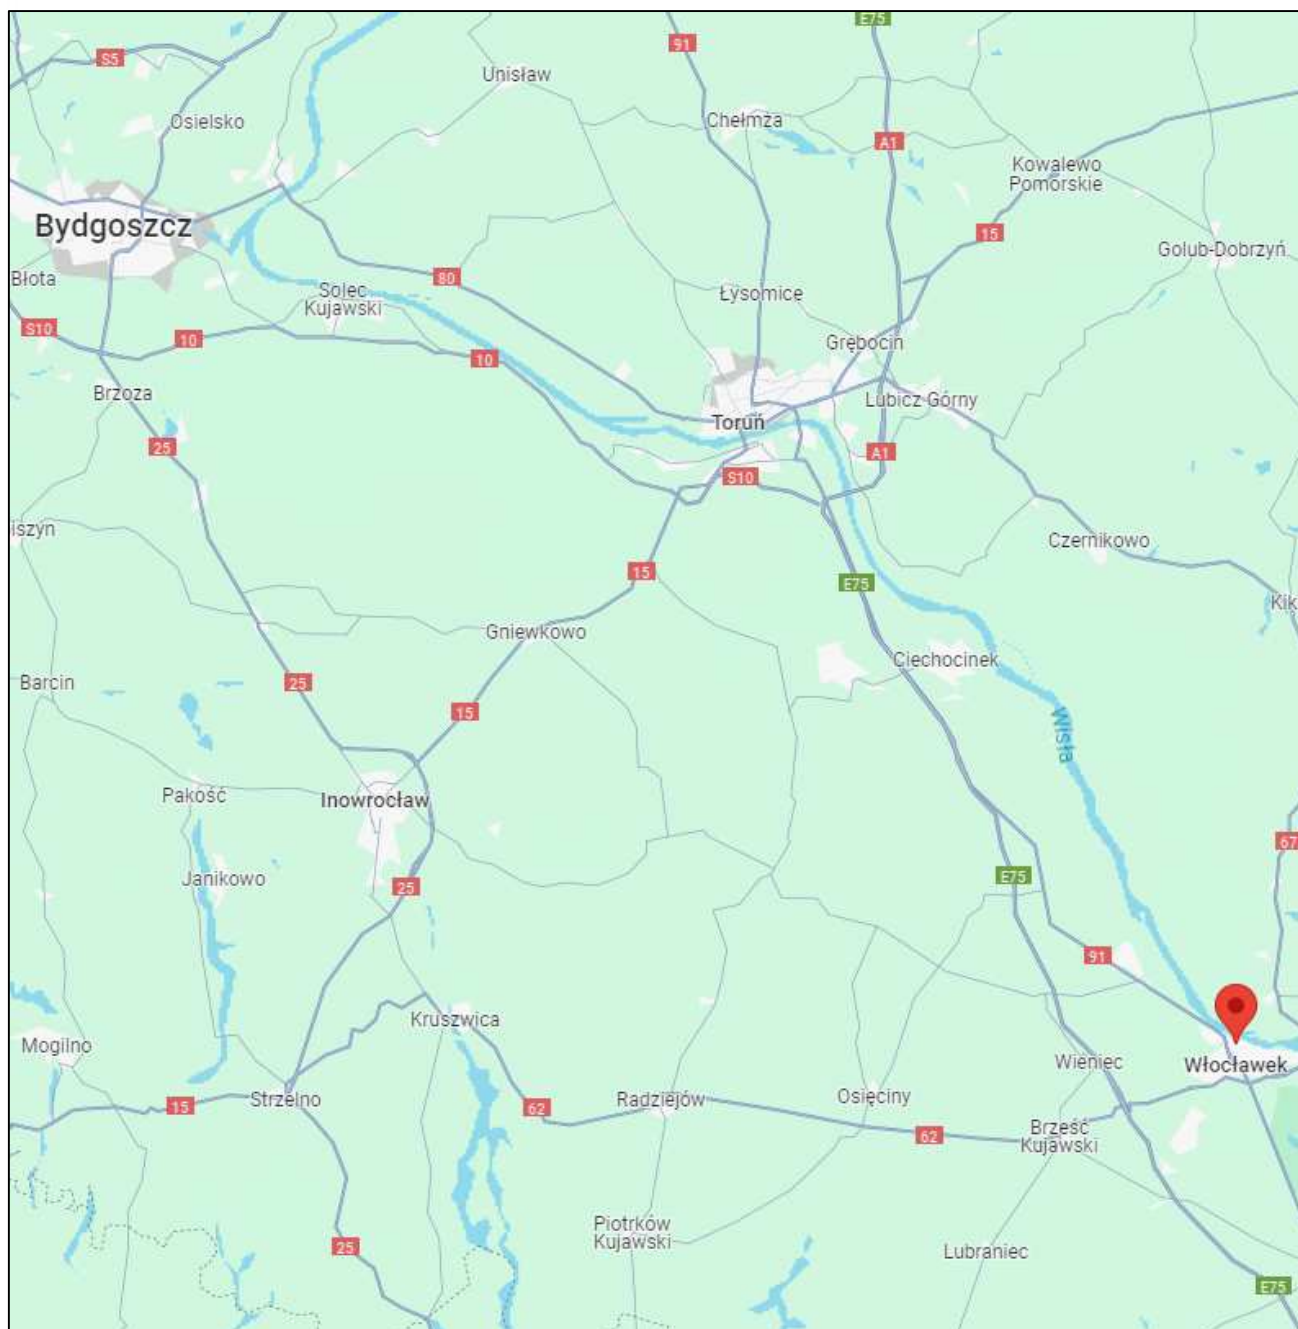 E75
91
S5
Unisław
Chełmża
Osielsko
A1
Kowalewo
Pomorskie
Bydgoszcz
15
Golub-Dobrzyń
Błota
80
Solec
Kujawski
Łysomice
S10
10
10
Grębocin
Brzoza
Lubicz Górny
Toruń
25
A1
S10
iszyn
Czernikowo
15
E75
Kik
Gniewkowo
Ciechocinek
Barcin
25
15
Wisła
Pakość
Inowrocław
67
Janikowo
25
E75
91
Kruszwica
Mogilno
Wieniec
Włocławek
15
Strzelno
62
Radziejów
Osięciny
62
Brześć
Kujawski
Piotrków
Kujawski
25
Lubraniec
E75